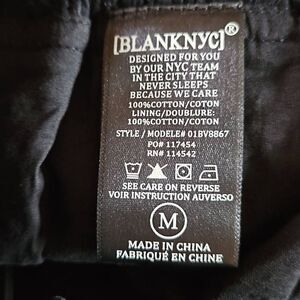 [BLANKNYC]®
DESIGNED FOR YOU
BY OUR NYC TEAM
IN THE CITY THAT
NEVER SLEEPS
BECAUSE WE CARE
100%COTTON/COTON
LINING/DOUBLURE:
100%COTTON/COTON
STYLE / MODELE# 01BV8867
PO# 117454
RN# 114542
SEE CARE ON REVERSE
VOIR INSTRUCTION AUVERSO
M
MADE IN CHINA
FABRIQUÉ EN CHINE